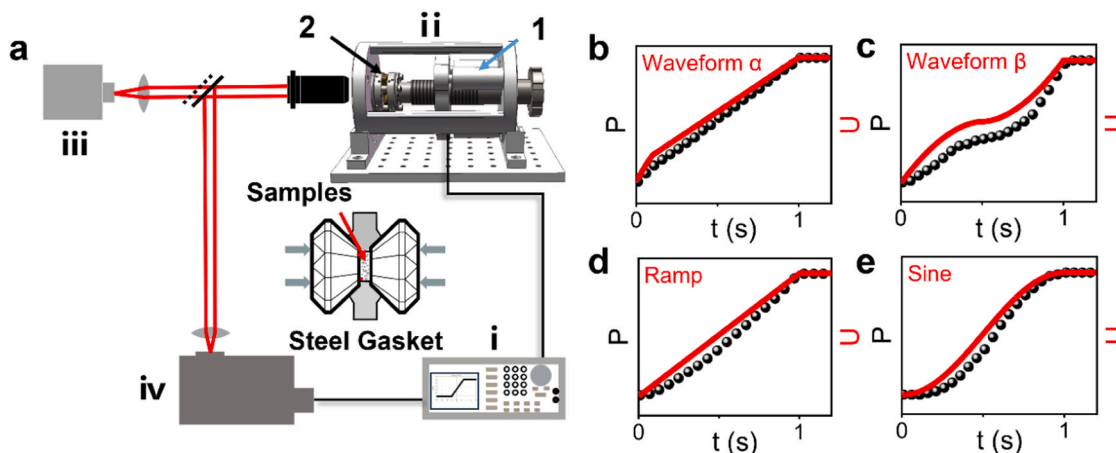 a
2
ii
1
iii
Samples
Steel Gasket
i
iv
b
Waveform α
P
U
0
1
t (s)
c
Waveform β
P
U
0
1
t (s)
d
Ramp
P
U
0
1
t (s)
e
Sine
P
U
0
1
t (s)